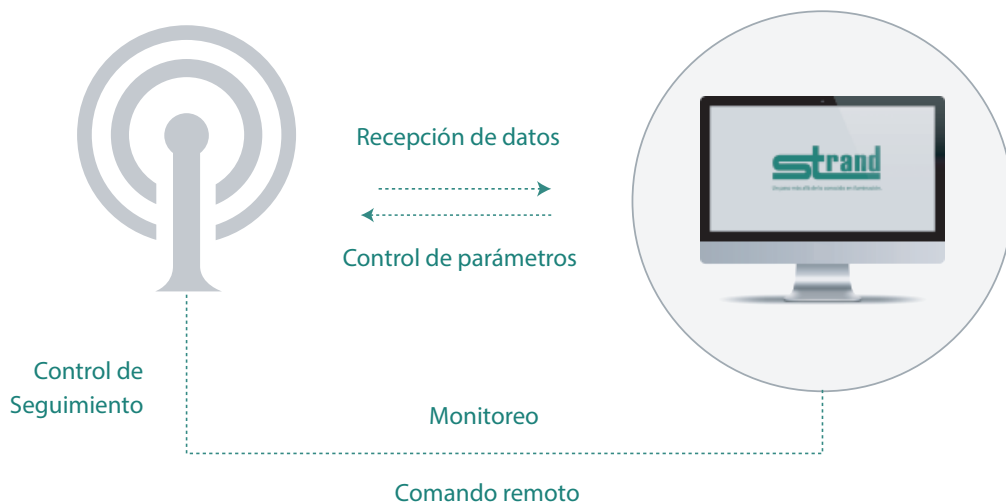 Recepción de datos
strand
Control de parámetros
Control de
Seguimiento
Monitoreo
Comando remoto